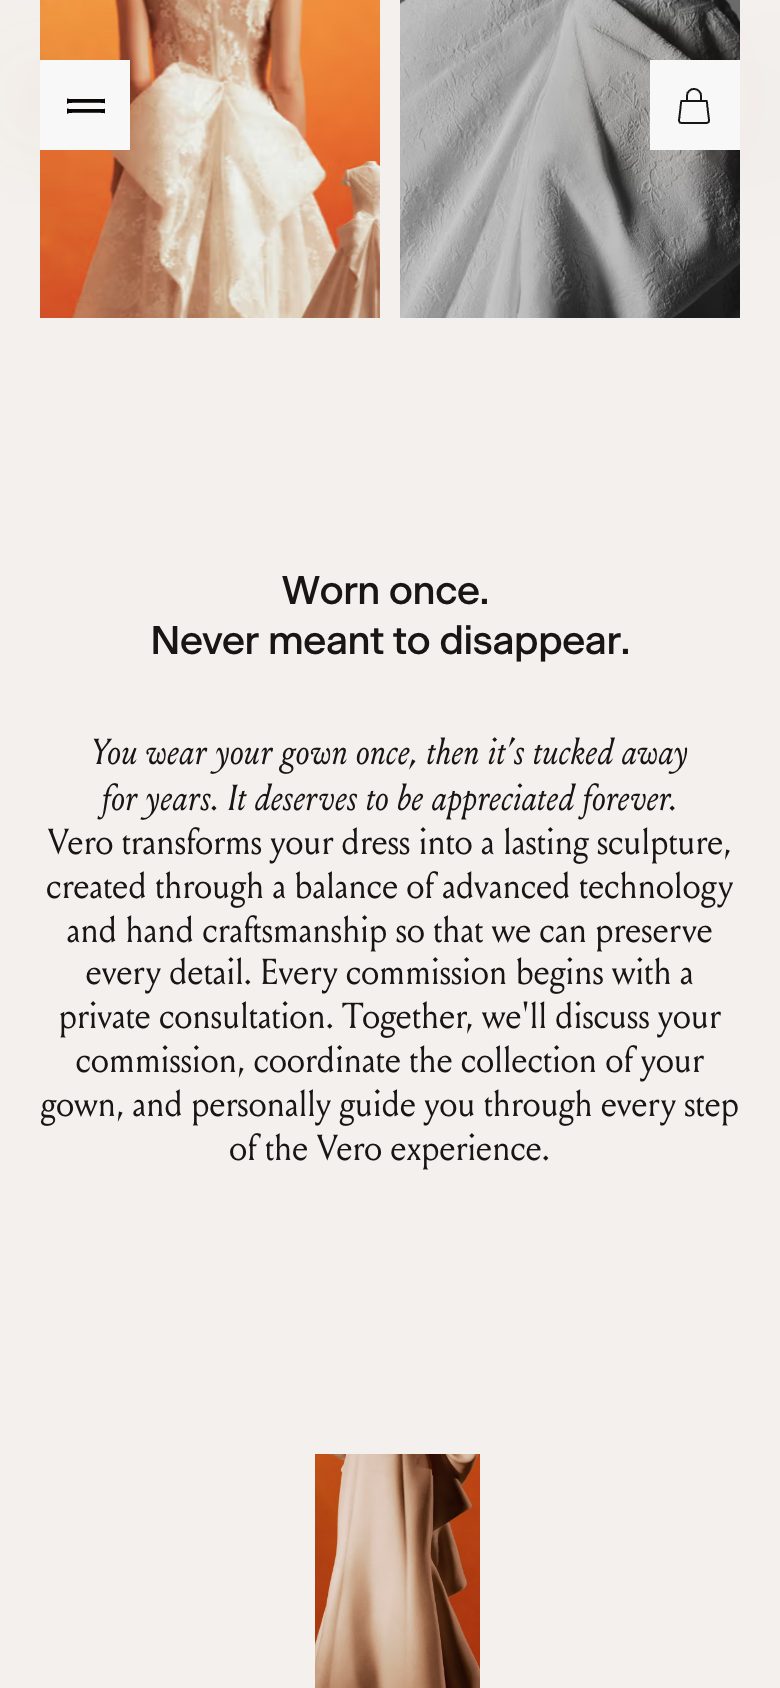 Worn once.
Never meant to disappear.
You wear your gown once, then it's tucked away
for years. It deserves to be appreciated forever.
Vero transforms your dress into a lasting sculpture,
created through a balance of advanced technology
and hand craftsmanship so that we can preserve
every detail. Every commission begins with a
private consultation. Together, we'll discuss your
commission, coordinate the collection of your
gown, and personally guide you through every step
of the Vero experience.